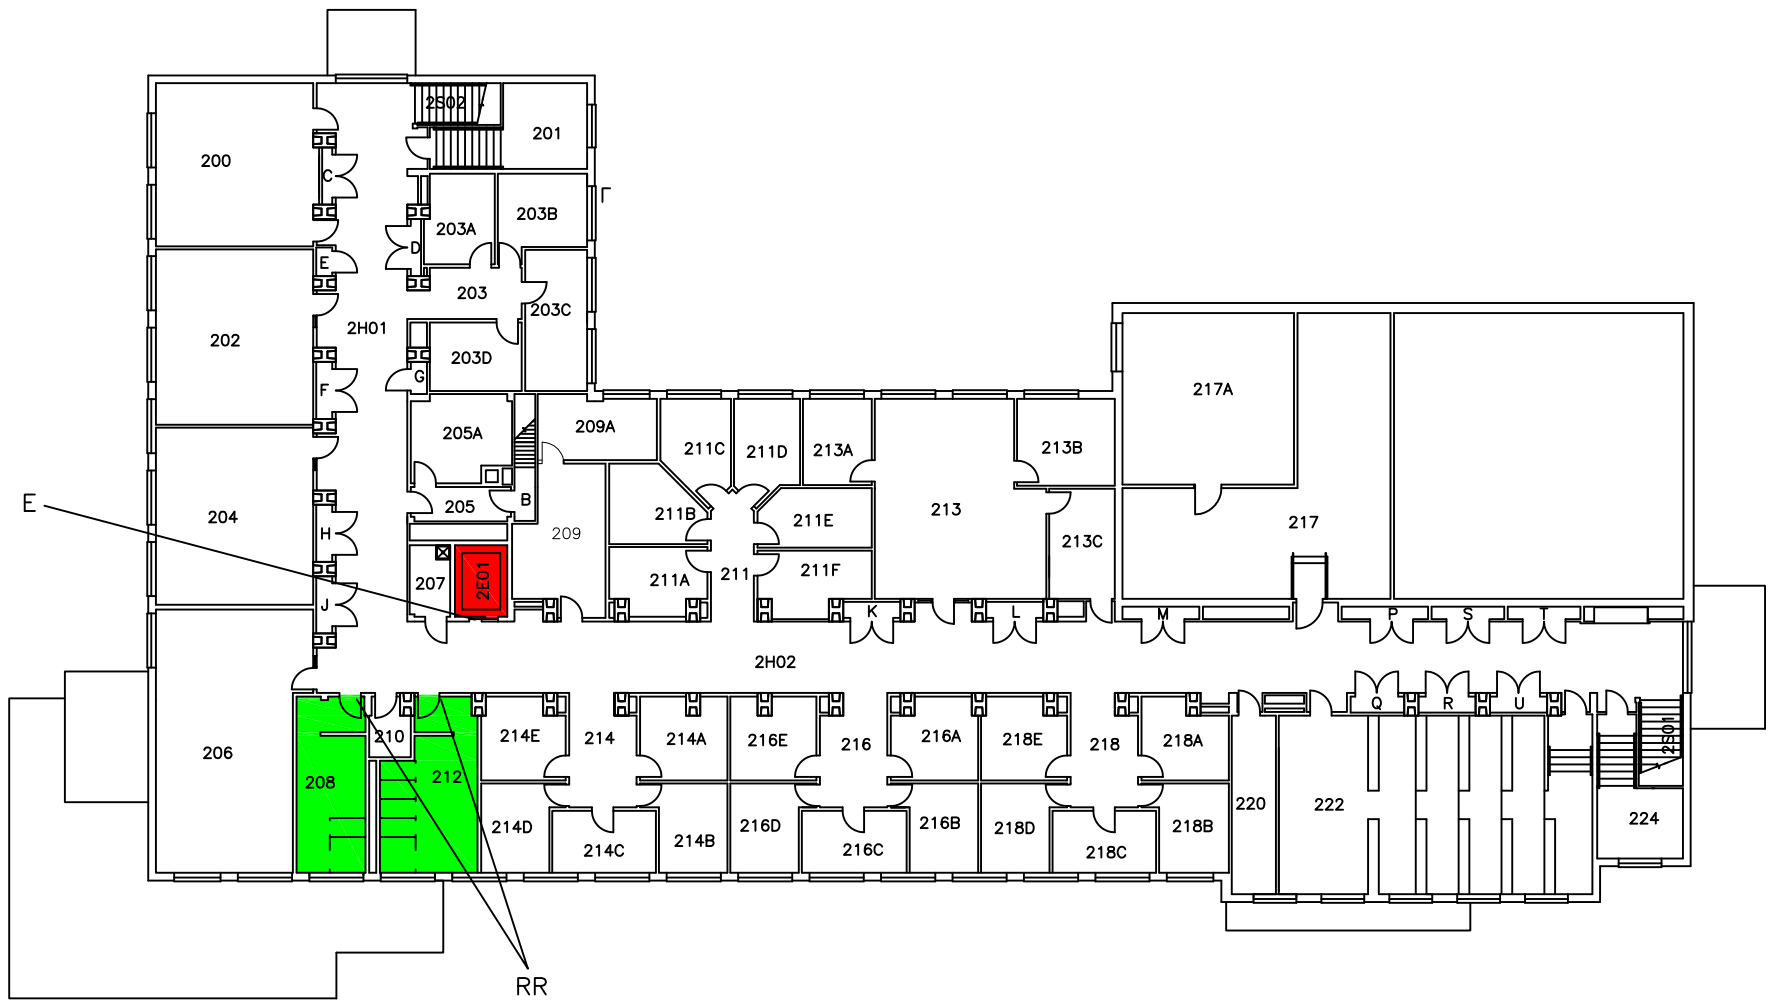 2S02
201
200
C
203A
203B
D
E
203
203C
2H01
202
203D
G
F
209A
205A
211C
211D
213A
213B
217A
E
B
205
204
211B
211E
213
217
H
209
213C
207
2E01
211A
211
211F
J
K
L
M
P
S
T
2H02
Q
R
U
206
210
214E
214
214A
216E
216
216A
218E
218
218A
2S01
208
212
220
222
224
214D
214C
214B
216D
216C
216B
218D
218C
218B
RR